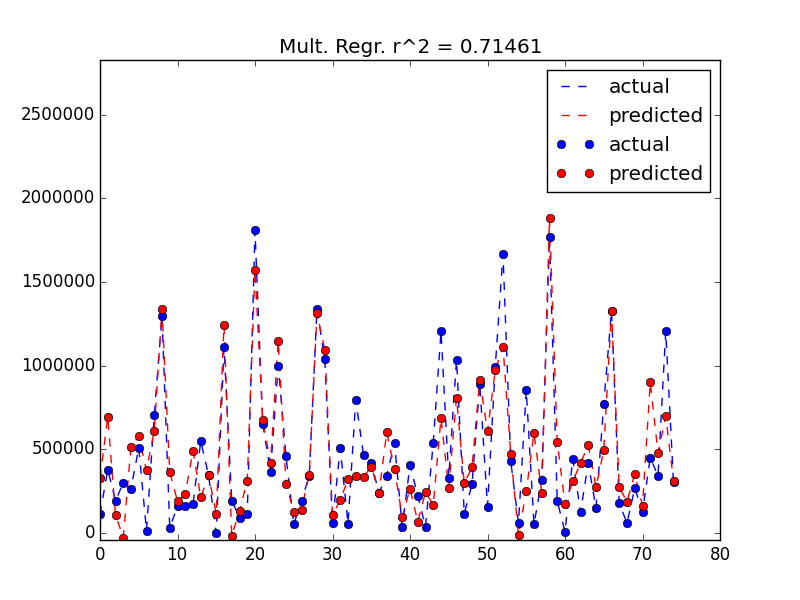 Mult. Regr. r^2 = 0.71461
actual
predicted
actual
predicted
2500000
2000000
1500000
1000000
500000
0
0 10 20 30 40 50 60 70 80